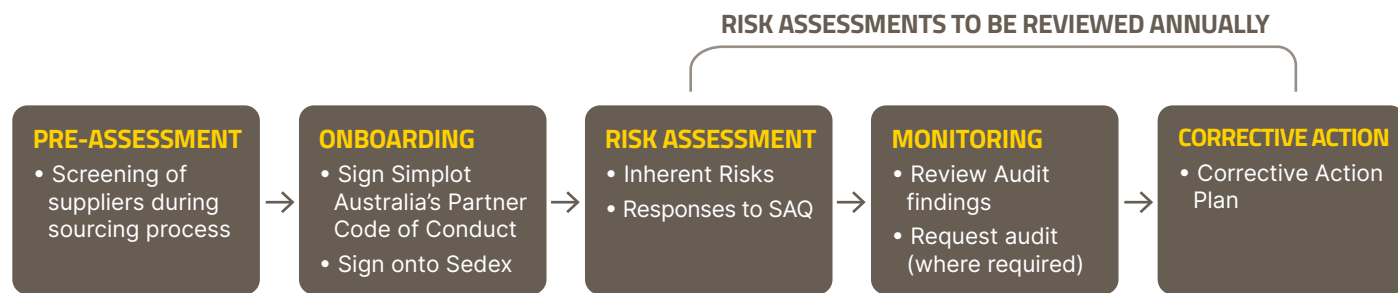 RISK ASSESSMENTS TO BE REVIEWED ANNUALLY
PRE-ASSESSMENT
• Screening of
suppliers during
sourcing process
ONBOARDING
• Sign Simplot
Australia's Partner
Code of Conduct
• Sign onto Sedex
RISK ASSESSMENT
• Inherent Risks
• Responses to SAQ
MONITORING
• Review Audit
findings
• Request audit
(where required)
CORRECTIVE ACTION
• Corrective Action
Plan